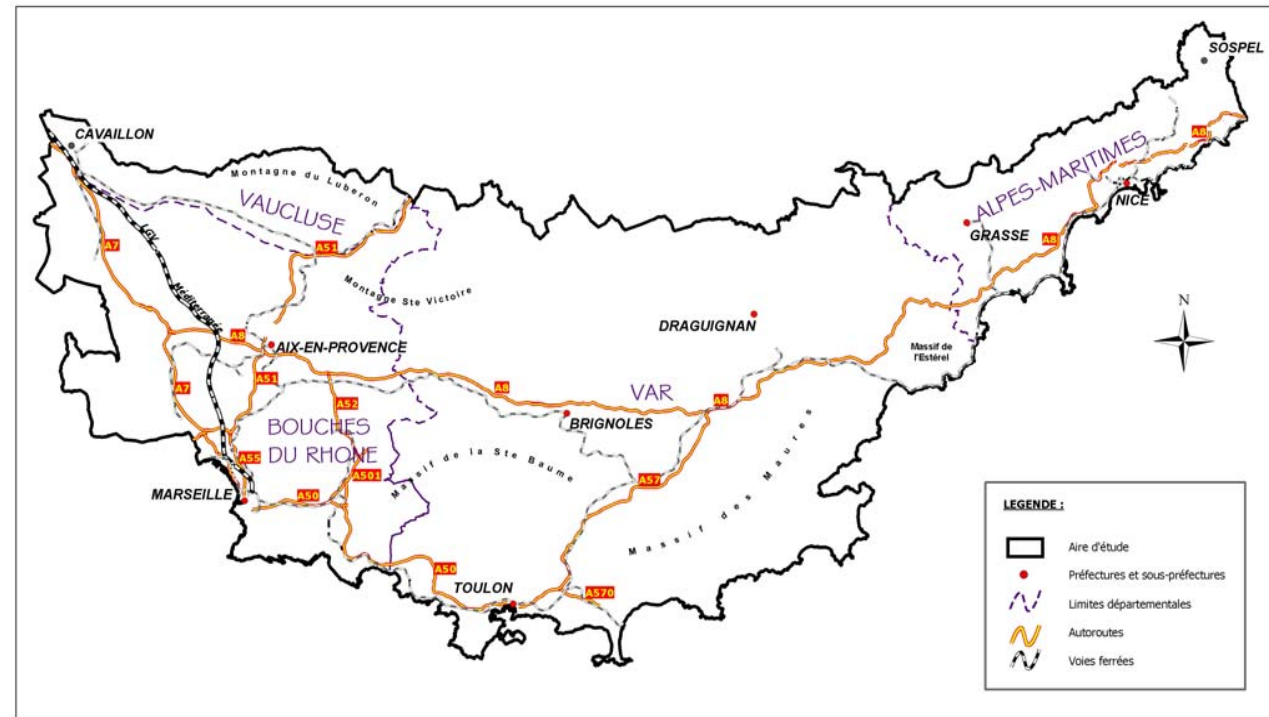 SOSPEL
CAVAILLON
A8
Montagne du Luberon
ALPES-MARITIMES
VAUCLUSE
NICE
GRASSE
A7
LGV
A51
A8
Méditerranée
Montagne Ste Victoire
N
DRAGUIGNAN
A8
AIX-EN-PROVENCE
Massif de
l'Estérel
A7
A51
A8
VAR
A8
A52
BRIGNOLES
BOUCHES
DU RHONE
A55
Massif de la Ste Baume
A501
A57
MARSEILLE
A50
Massif des Maures
A50
TOULON
A570
LEGENDE :
Aire d'étude
Préfectures et sous-préfectures
Limites départementales
Autoroutes
Voies ferrées